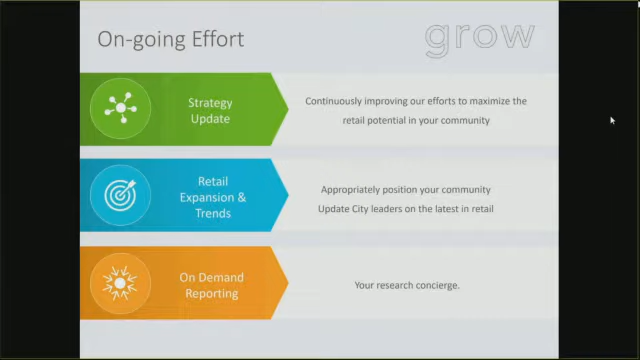 On-going Effort
grow
Strategy
Update
Continuously improving our efforts to maximize the
retail potential in your community
Retail
Expansion &
Trends
Appropriately position your community
Update City leaders on the latest in retail
On Demand
Reporting
Your research concierge.